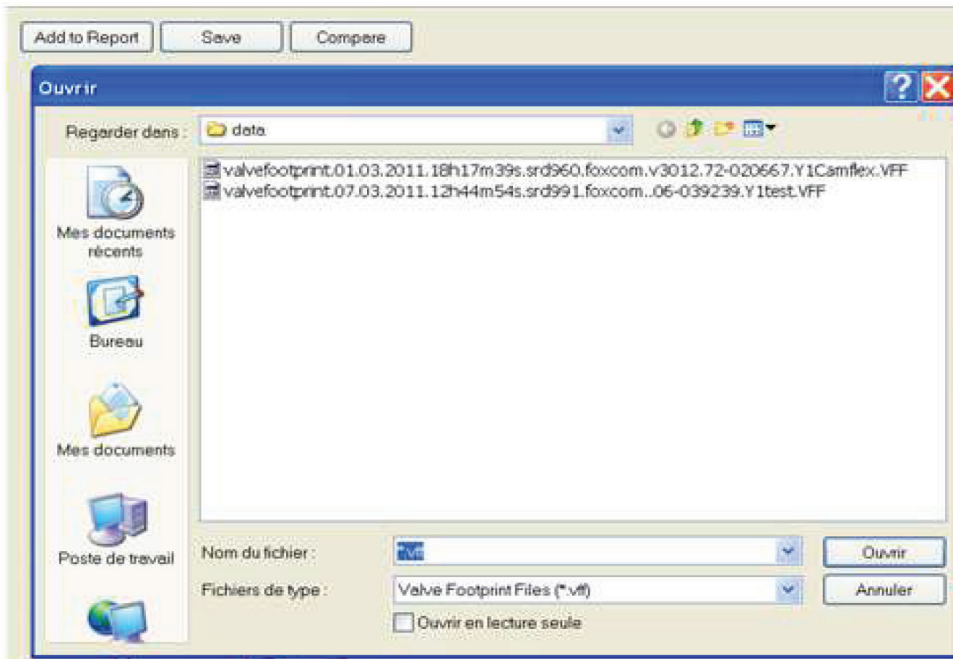 Add to Report Save Compare
Ouvrir
Regarder dans : data
valvefootprint.01.03.2011.18h17m39s.srd960.foxcom.v3012.72-020667.Y1Camflex.VFF
valvefootprint.07.03.2011.12h44m54s.srd991.foxcom..06-039239.Y1test.VFF
Mes documents
récents
Bureau
Mes documents
Poste de travail
Nom du fichier : *.vff Ouvrir
Fichiers de type : Valve Footprint Files (*.vff) Annuler
Ouvrir en lecture seule